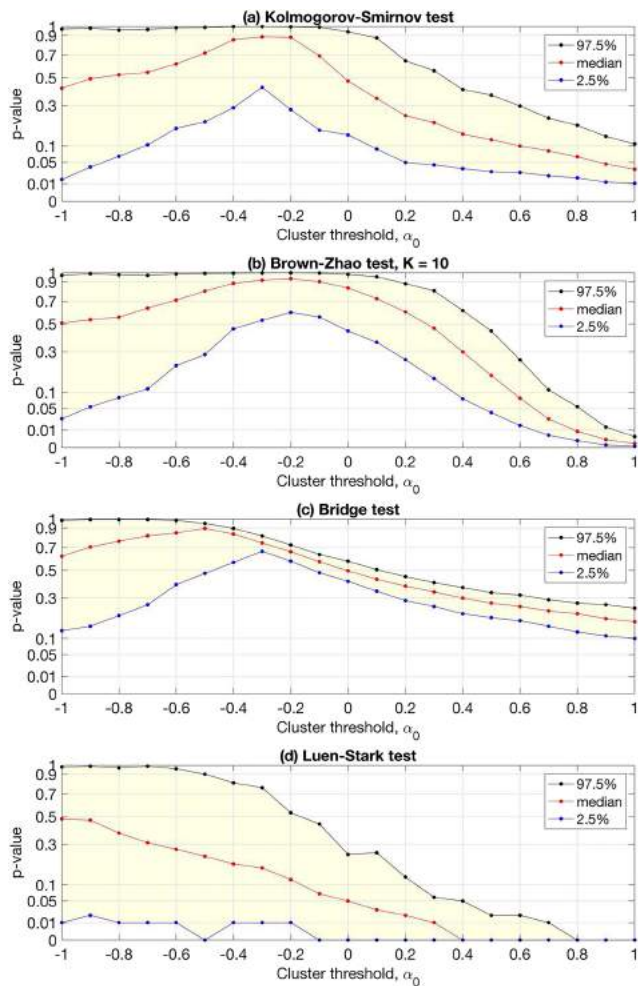 (a) Kolmogorov-Smirnov test
1
0.9
0.7
0.5
0.3
0.1
0.05
0.01
0
p-value
97.5%
median
2.5%
-1 -0.8 -0.6 -0.4 -0.2 0 0.2 0.4 0.6 0.8 1
Cluster threshold, α0
(b) Brown-Zhao test, K = 10
1
0.9
0.7
0.5
0.3
0.1
0.05
0.01
0
p-value
97.5%
median
2.5%
-1 -0.8 -0.6 -0.4 -0.2 0 0.2 0.4 0.6 0.8 1
Cluster threshold, α0
(c) Bridge test
1
0.9
0.7
0.5
0.3
0.1
0.05
0.01
0
p-value
97.5%
median
2.5%
-1 -0.8 -0.6 -0.4 -0.2 0 0.2 0.4 0.6 0.8 1
Cluster threshold, α0
(d) Luen-Stark test
1
0.9
0.7
0.5
0.3
0.1
0.05
0.01
0
p-value
97.5%
median
2.5%
-1 -0.8 -0.6 -0.4 -0.2 0 0.2 0.4 0.6 0.8 1
Cluster threshold, α0